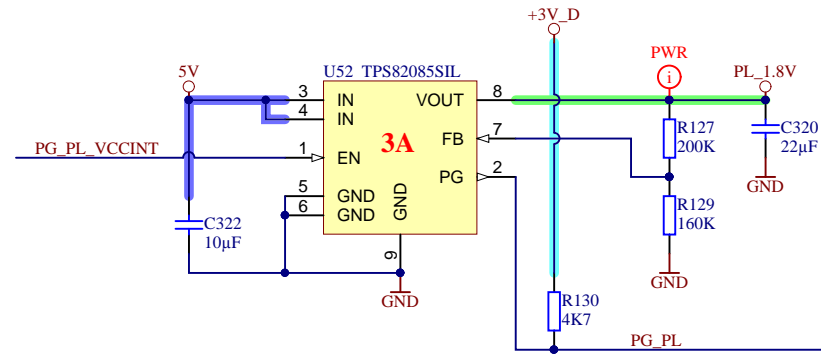 +3V_D
PWR
i
5V
U52 TPS82085SIL
PL_1.8V
3
IN
VOUT
8
4
IN
R127
200K
C320
22µF
3A
FB
7
PG_PL_VCCINT
1
EN
PG
2
GND
5
GND
6
GND
GND
R129
160K
C322
10µF
9
GND
GND
R130
4K7
PG_PL